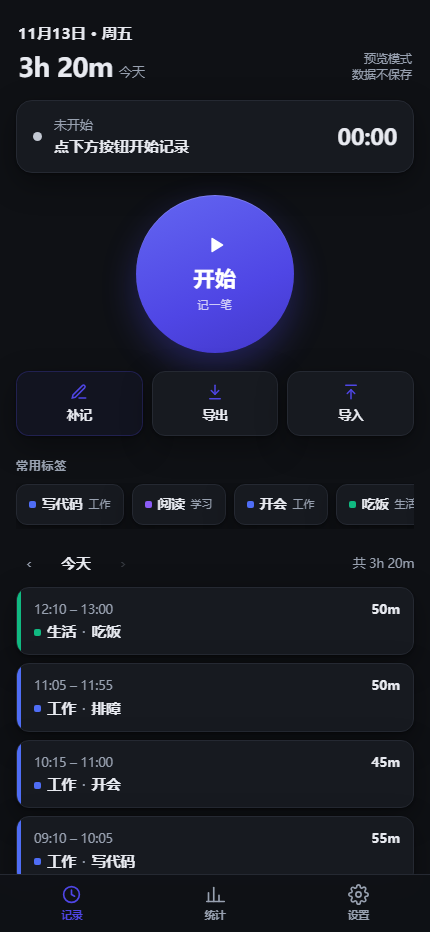 11月13日 • 周五
3h 20m 今天
预览模式
数据不保存
未开始
点下方按钮开始记录
00:00
开始
记一笔
补记
导出
导入
常用标签
写代码 工作
阅读 学习
开会 工作
吃饭 生活
‹ 今天 ›
共 3h 20m
12:10 – 13:00
50m
生活 · 吃饭
11:05 – 11:55
50m
工作 · 排障
10:15 – 11:00
45m
工作 · 开会
09:10 – 10:05
55m
工作 · 写代码
记录
统计
设置